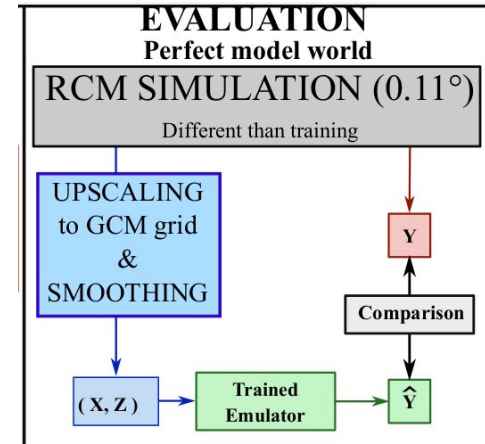 EVALUATION
Perfect model world
RCM SIMULATION (0.11°)
Different than training
UPSCALING
to GCM grid
&
SMOOTHING
Y
Comparison
( X, Z )
Trained
Emulator
Ŷ